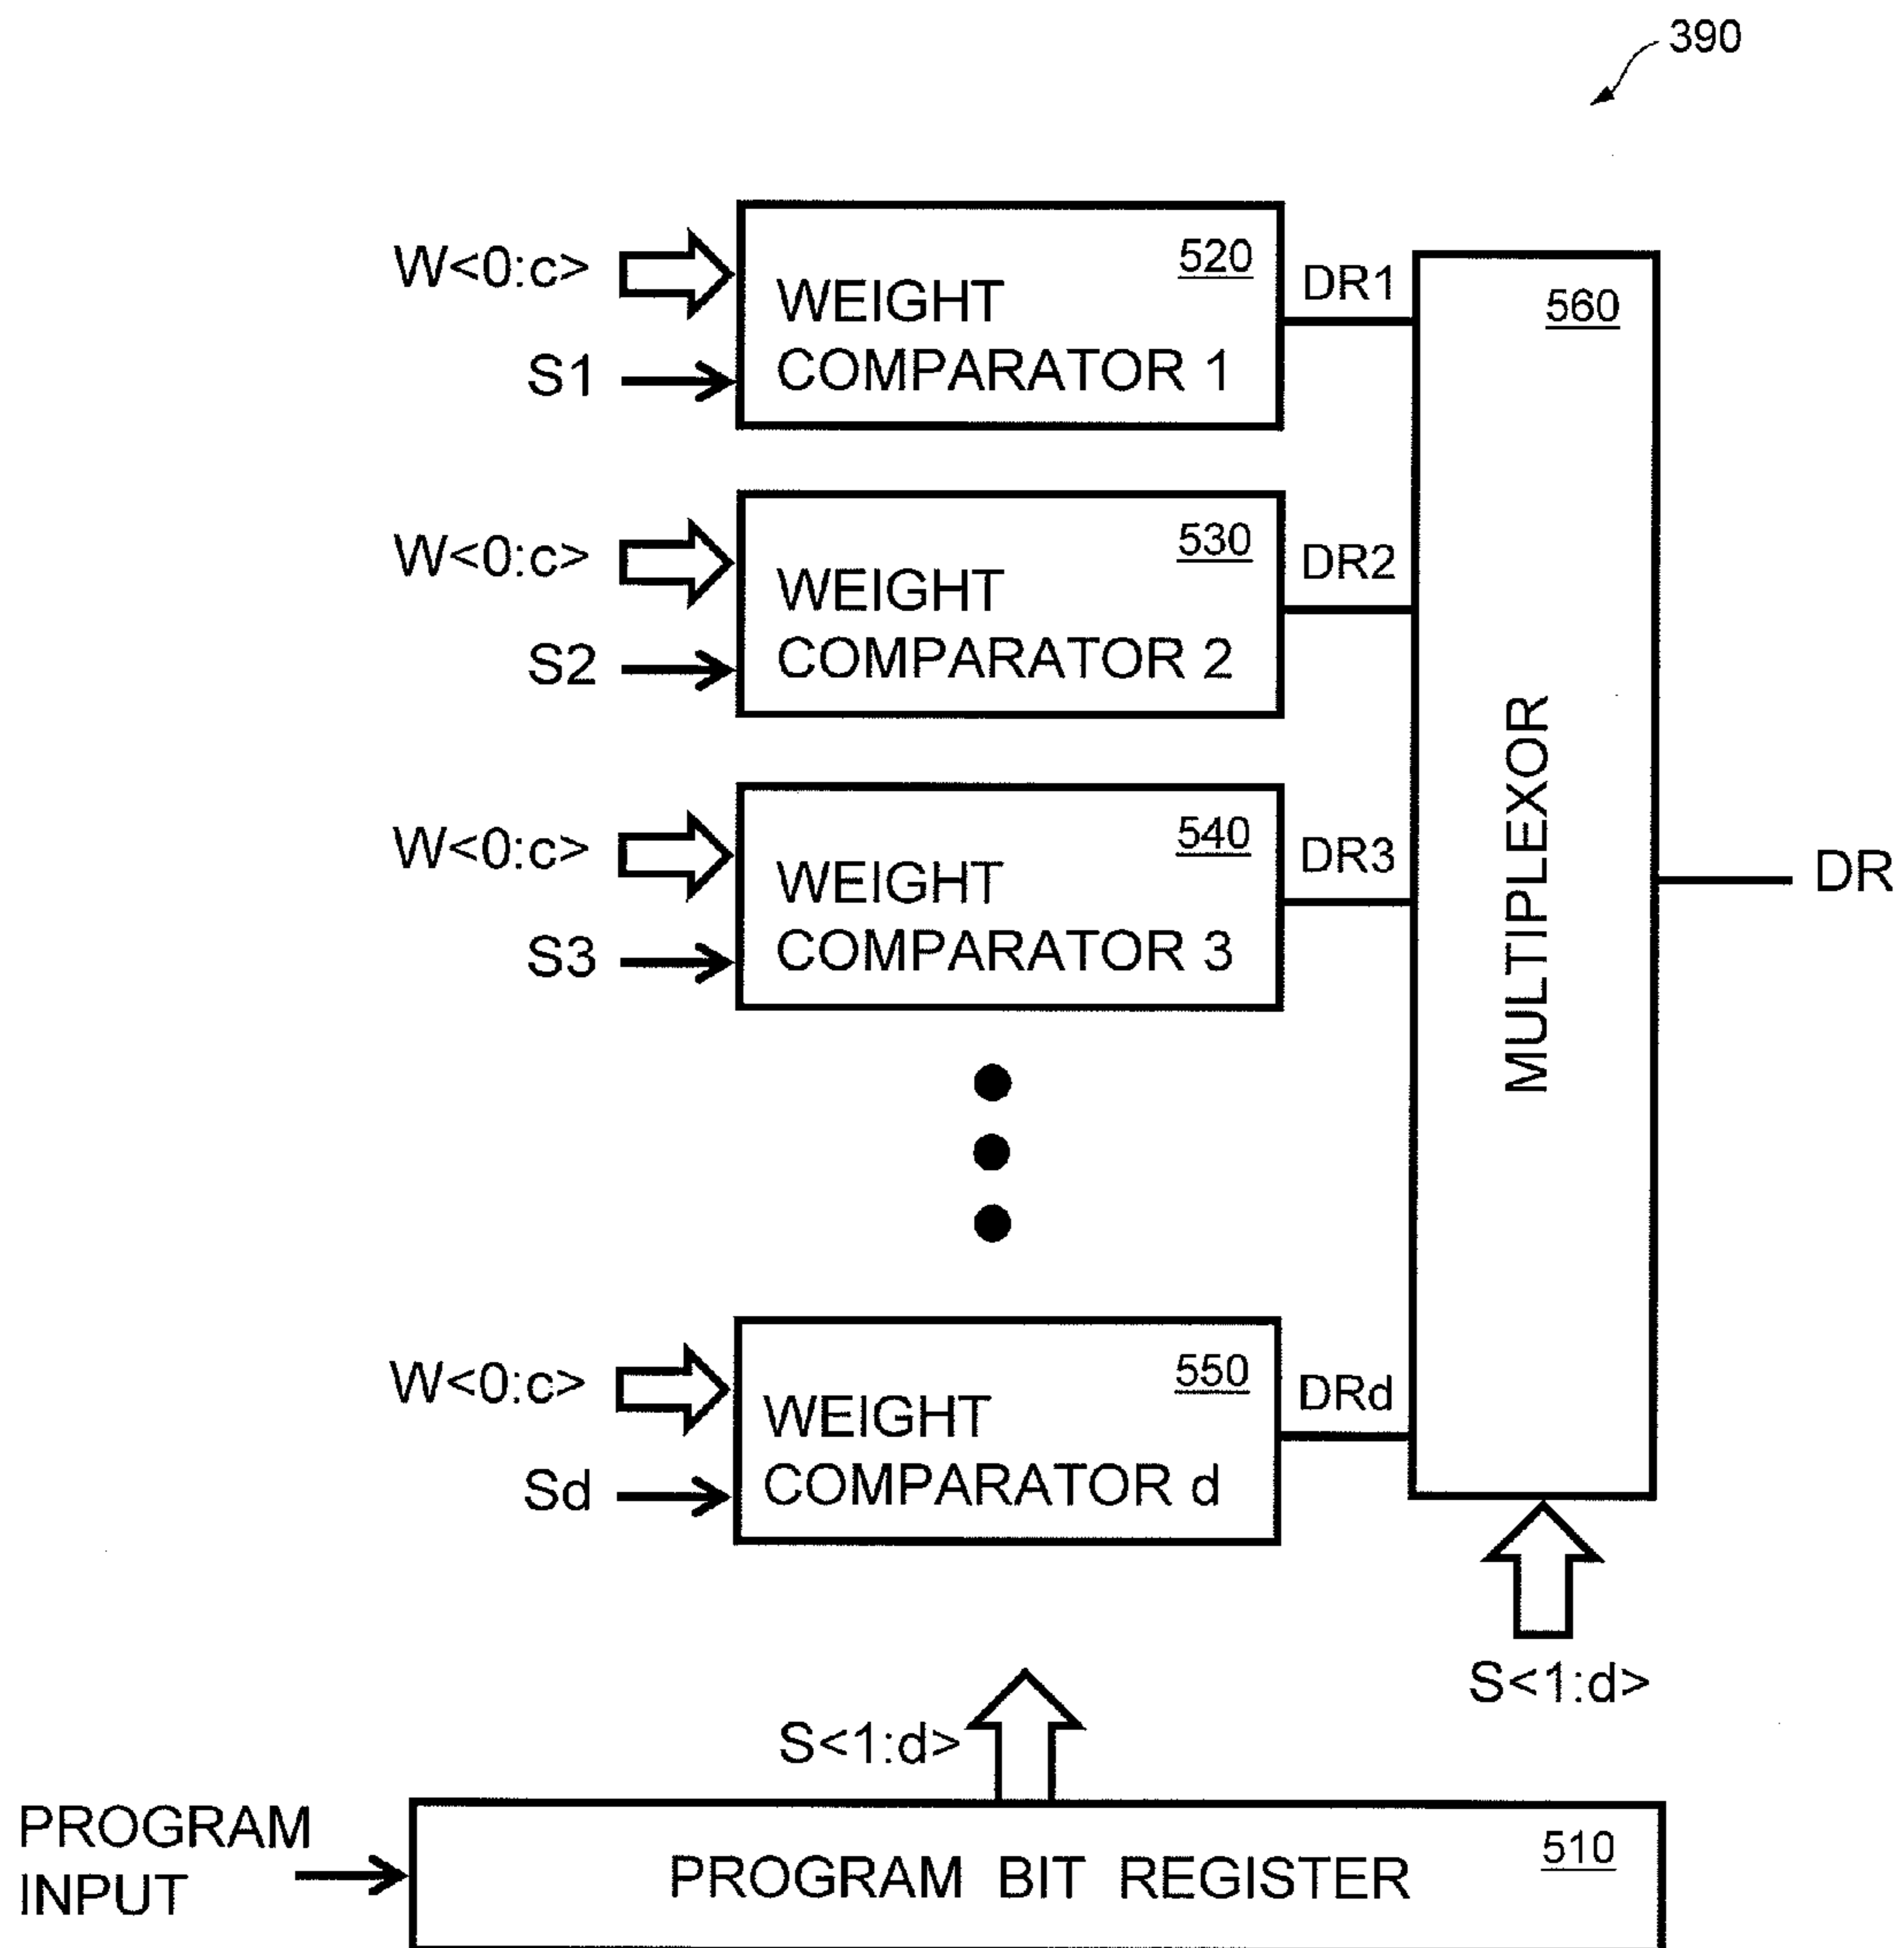 390
W<0:c>
S1
520
WEIGHT
COMPARATOR 1
DR1
560
W<0:c>
S2
530
WEIGHT
COMPARATOR 2
DR2
W<0:c>
S3
540
WEIGHT
COMPARATOR 3
DR3
MULTIPLEXOR
DR
W<0:c>
Sd
550
WEIGHT
COMPARATOR d
DRd
S<1:d>
S<1:d>
PROGRAM
INPUT
PROGRAM BIT REGISTER
510